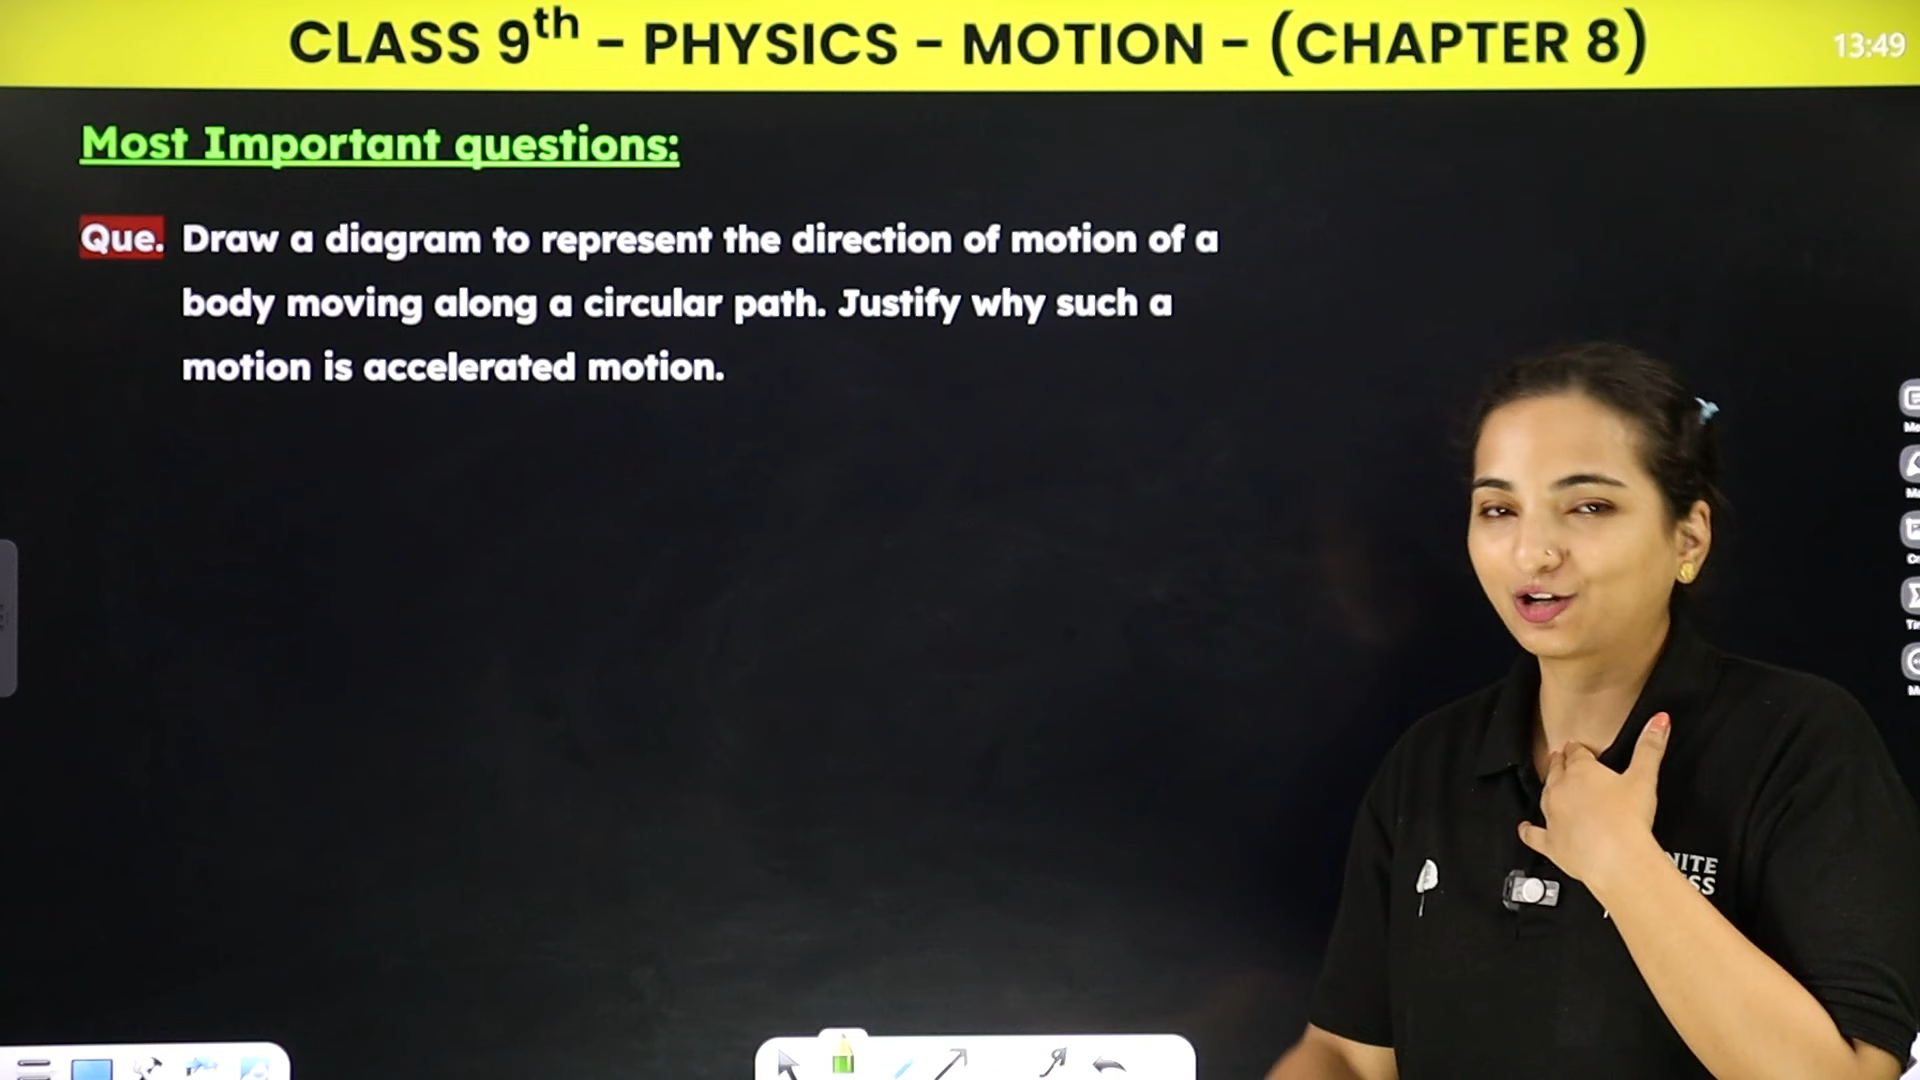 CLASS 9th - PHYSICS - MOTION - (CHAPTER 8)
13:49
Most Important questions:
Que. Draw a diagram to represent the direction of motion of a
body moving along a circular path. Justify why such a
motion is accelerated motion.